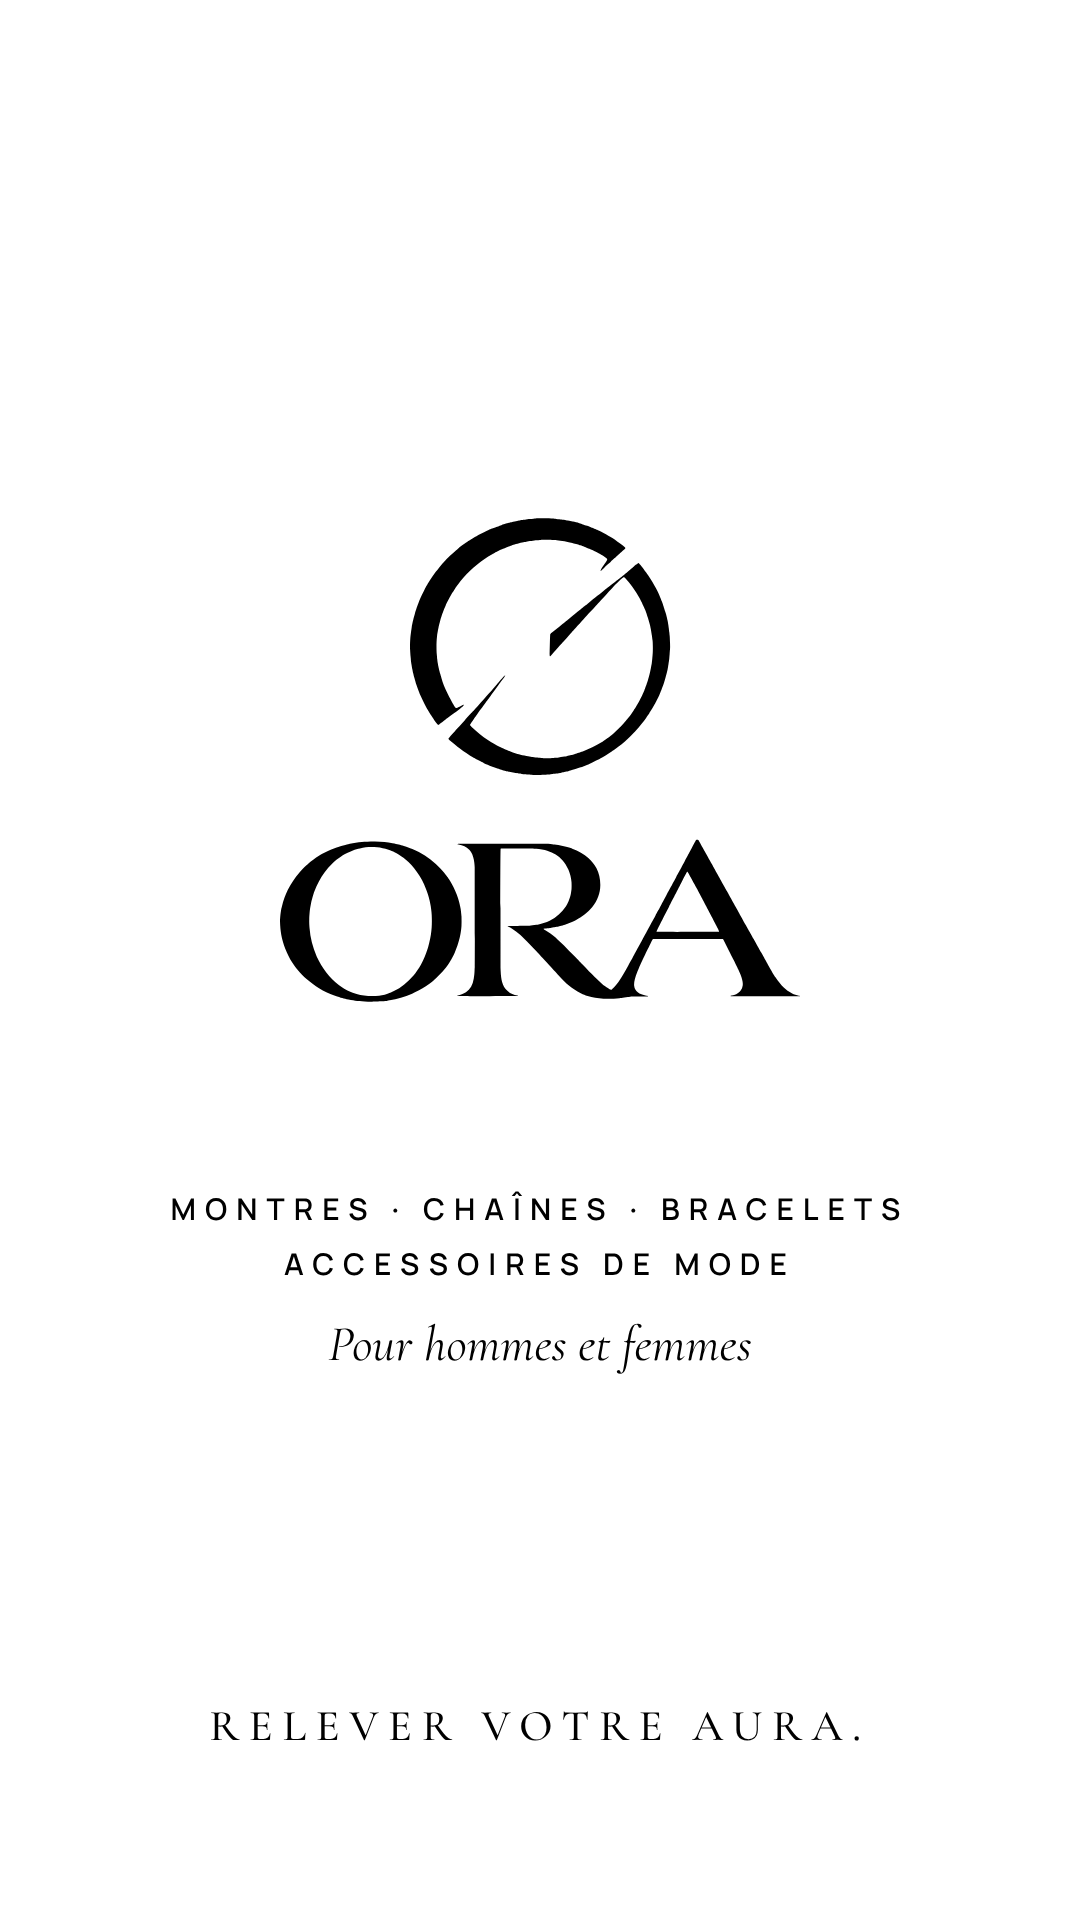 ORA
MONTRES · CHAÎNES · BRACELETS
ACCESSOIRES DE MODE
Pour hommes et femmes
RELEVER VOTRE AURA.